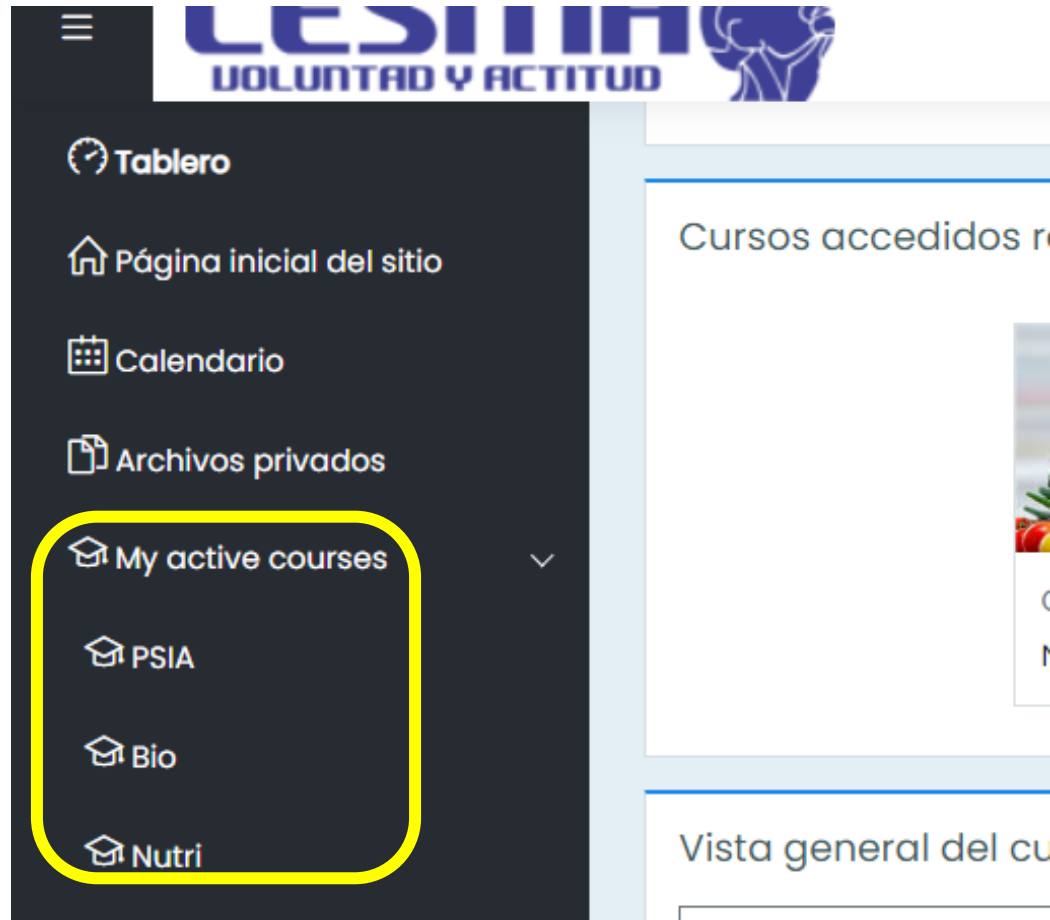 VOLUNTAD Y ACTITUD
Tablero
Página inicial del sitio
Calendario
Archivos privados
My active courses
PSIA
Bio
Nutri
Cursos accedidos
Vista general del